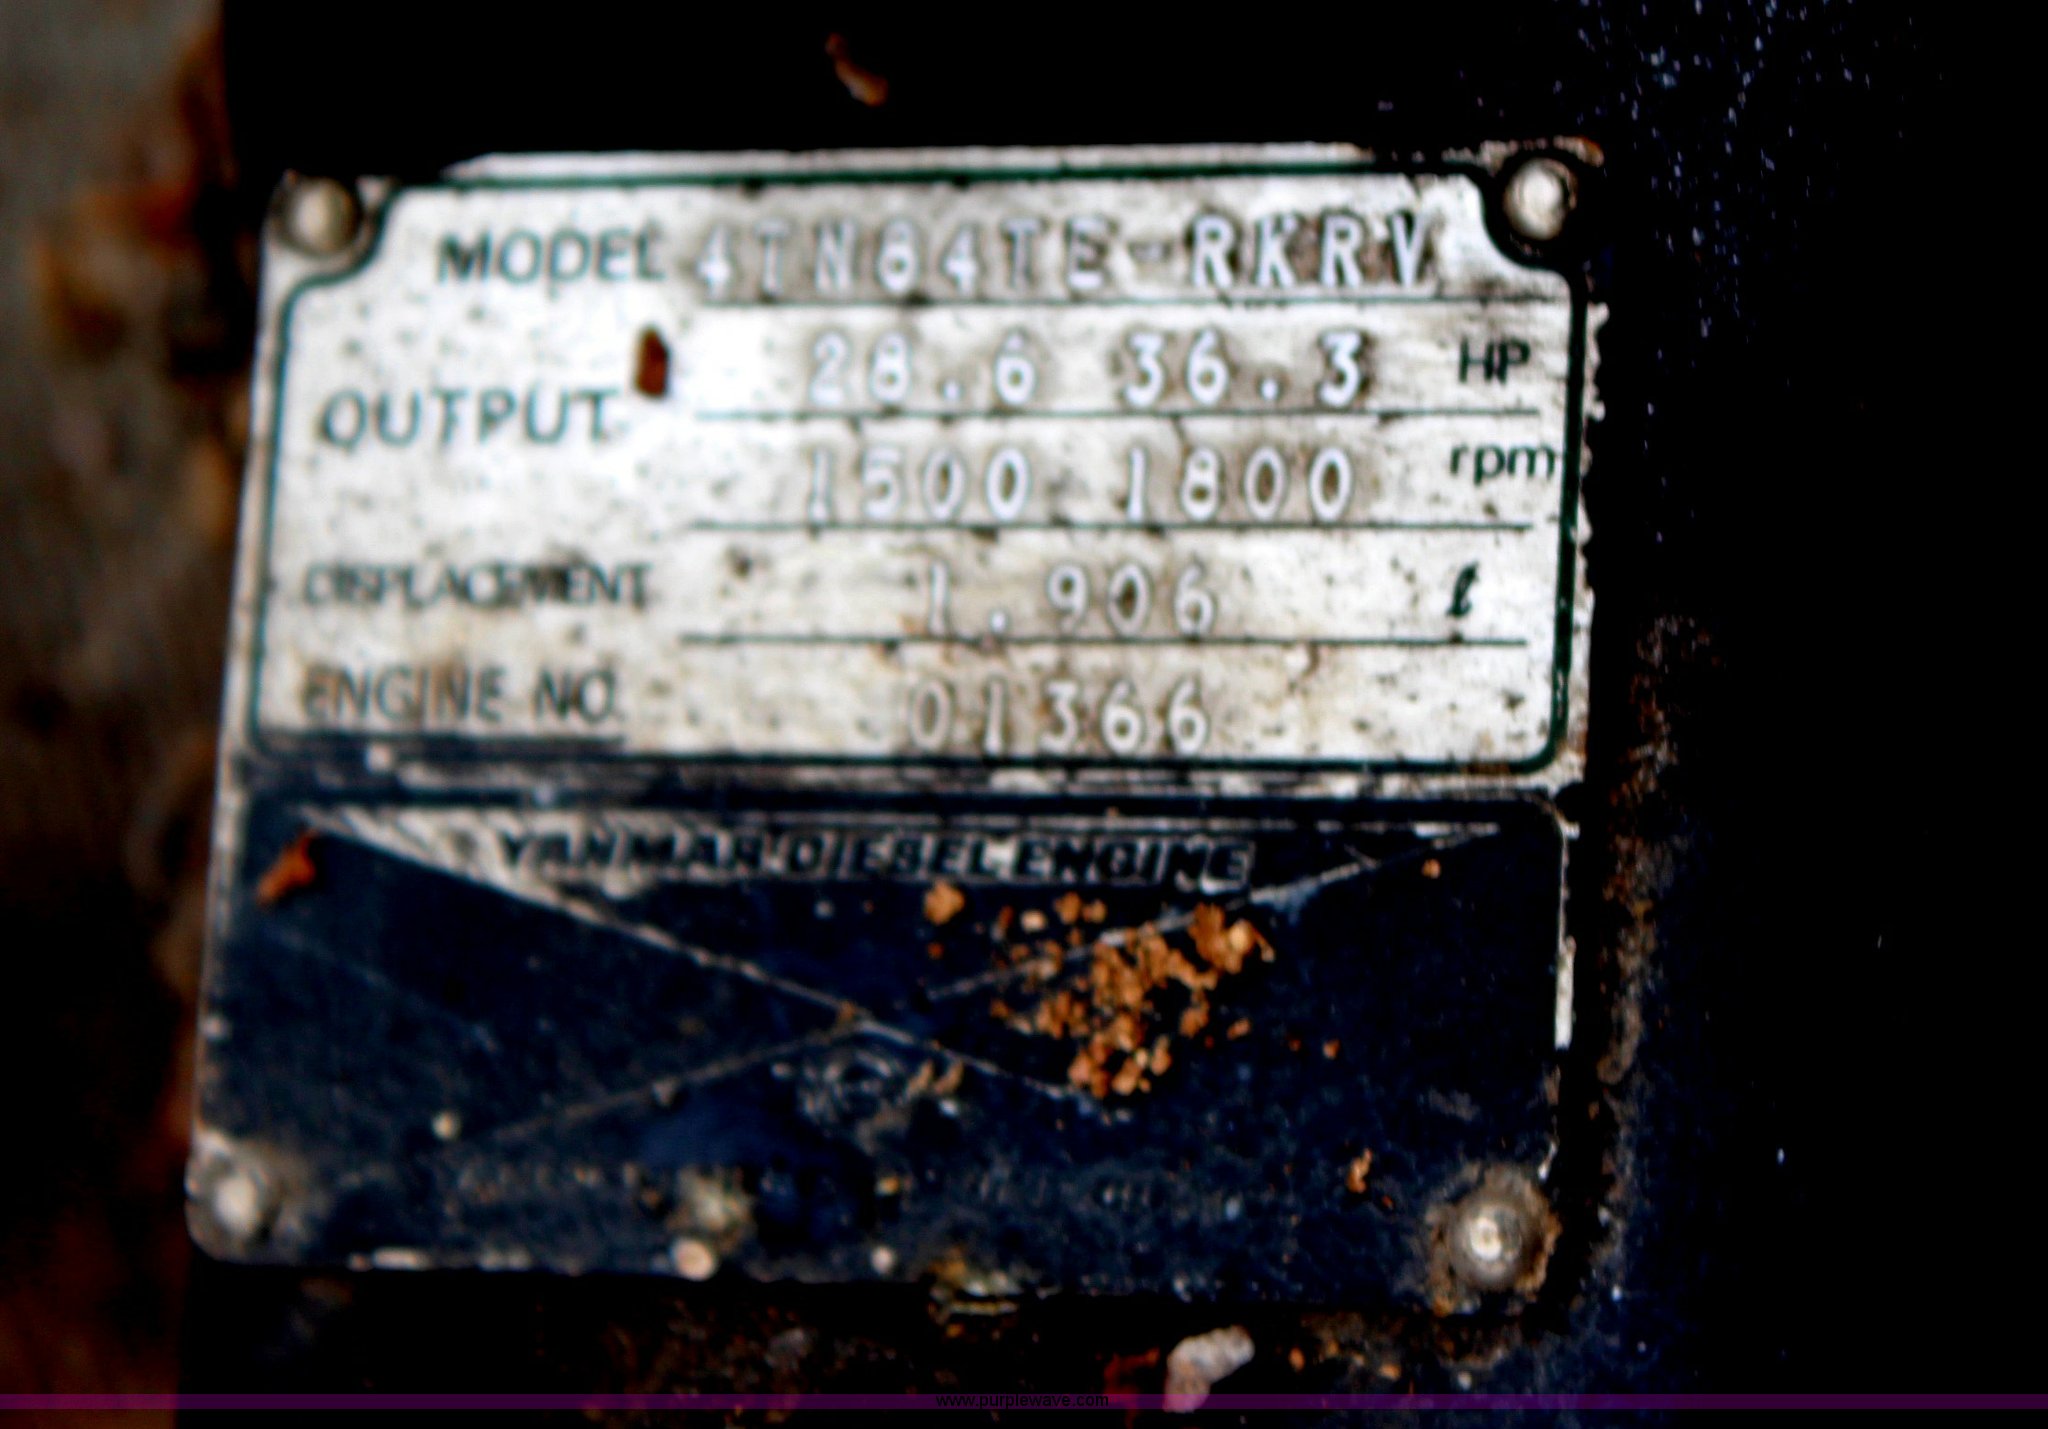 MODEL 4TN84TE-RKRV
28.6 36.3 HP
OUTPUT
1500 1800 rpm
DISPLACEMENT 1.906 ℓ
ENGINE NO. 01366
YANMAR DIESEL ENGINE
www.purplewave.com